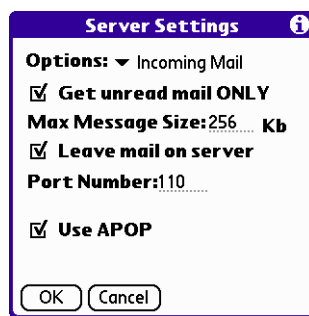 Server Settings
Options: Incoming Mail
Get unread mail ONLY
Max Message Size: 256 Kb
Leave mail on server
Port Number: 110
Use APOP
OK Cancel